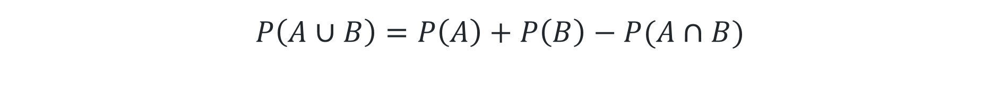 P(A ∪ B) = P(A) + P(B) − P(A ∩ B)